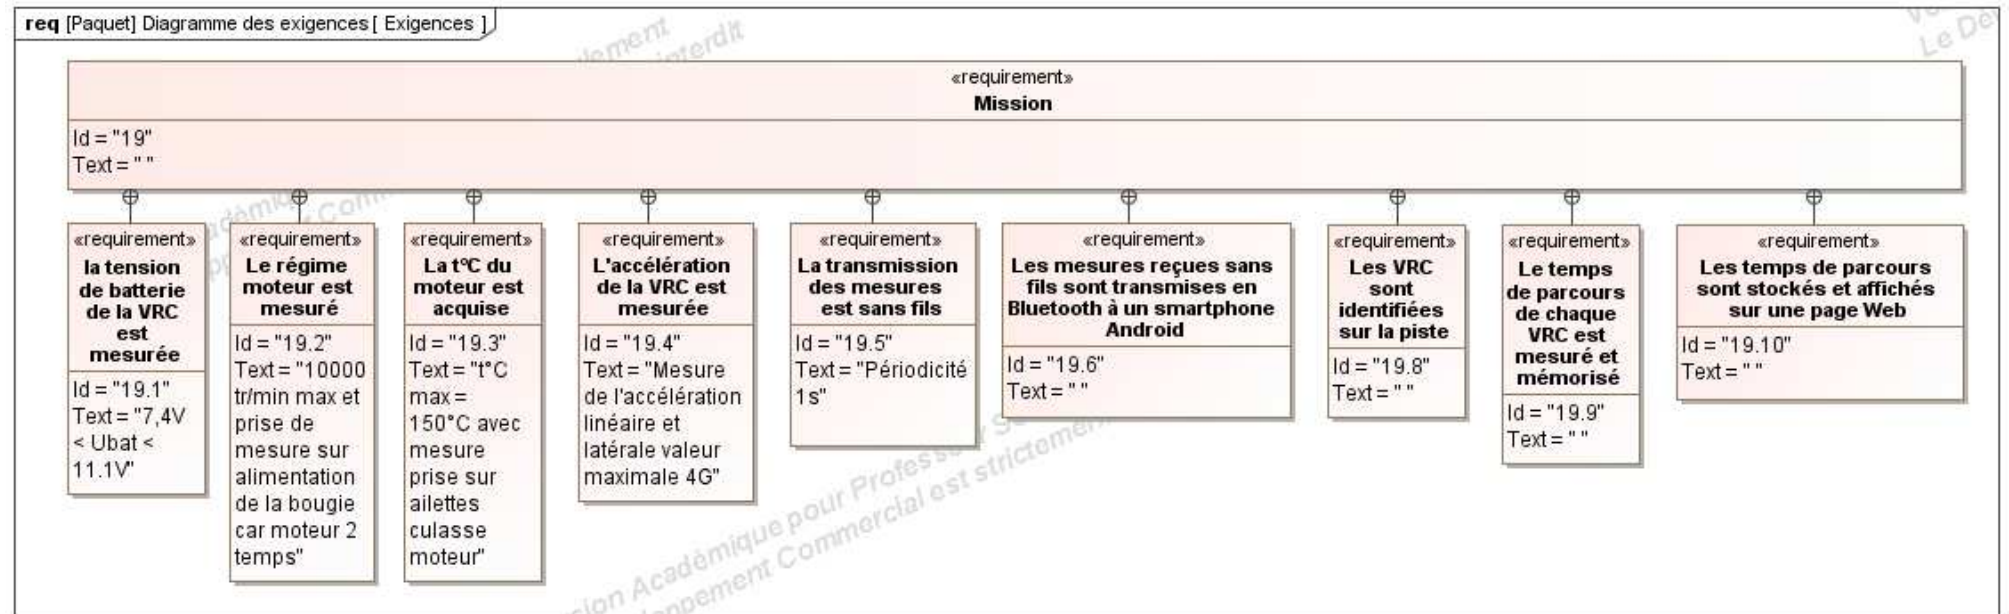 req [Paquet] Diagramme des exigences [ Exigences ]
«requirement»
Mission
Id = "19"
Text = " "
«requirement»
la tension
de batterie
de la VRC
est
mesurée
Id = "19.1"
Text = "7,4V
< Ubat <
11.1V"
«requirement»
Le régime
moteur est
mesuré
Id = "19.2"
Text = "10000
tr/min max et
prise de
mesure sur
alimentation
de la bougie
car moteur 2
temps"
«requirement»
La t°C du
moteur est
acquise
Id = "19.3"
Text = "t°C
max =
150°C avec
mesure
prise sur
ailettes
culasse
moteur"
«requirement»
L'accélération
de la VRC est
mesurée
Id = "19.4"
Text = "Mesure
de l'accélération
linéaire et
latérale valeur
maximale 4G"
«requirement»
La transmission
des mesures
est sans fils
Id = "19.5"
Text = "Périodicité
1s"
«requirement»
Les mesures reçues sans
fils sont transmises en
Bluetooth à un smartphone
Android
Id = "19.6"
Text = " "
«requirement»
Les VRC
sont
identifiées
sur la piste
Id = "19.8"
Text = " "
«requirement»
Le temps
de parcours
de chaque
VRC est
mesuré et
mémorisé
Id = "19.9"
Text = " "
«requirement»
Les temps de parcours
sont stockés et affichés
sur une page Web
Id = "19.10"
Text = " "
interdit
Académique pour
Commercial est strictement